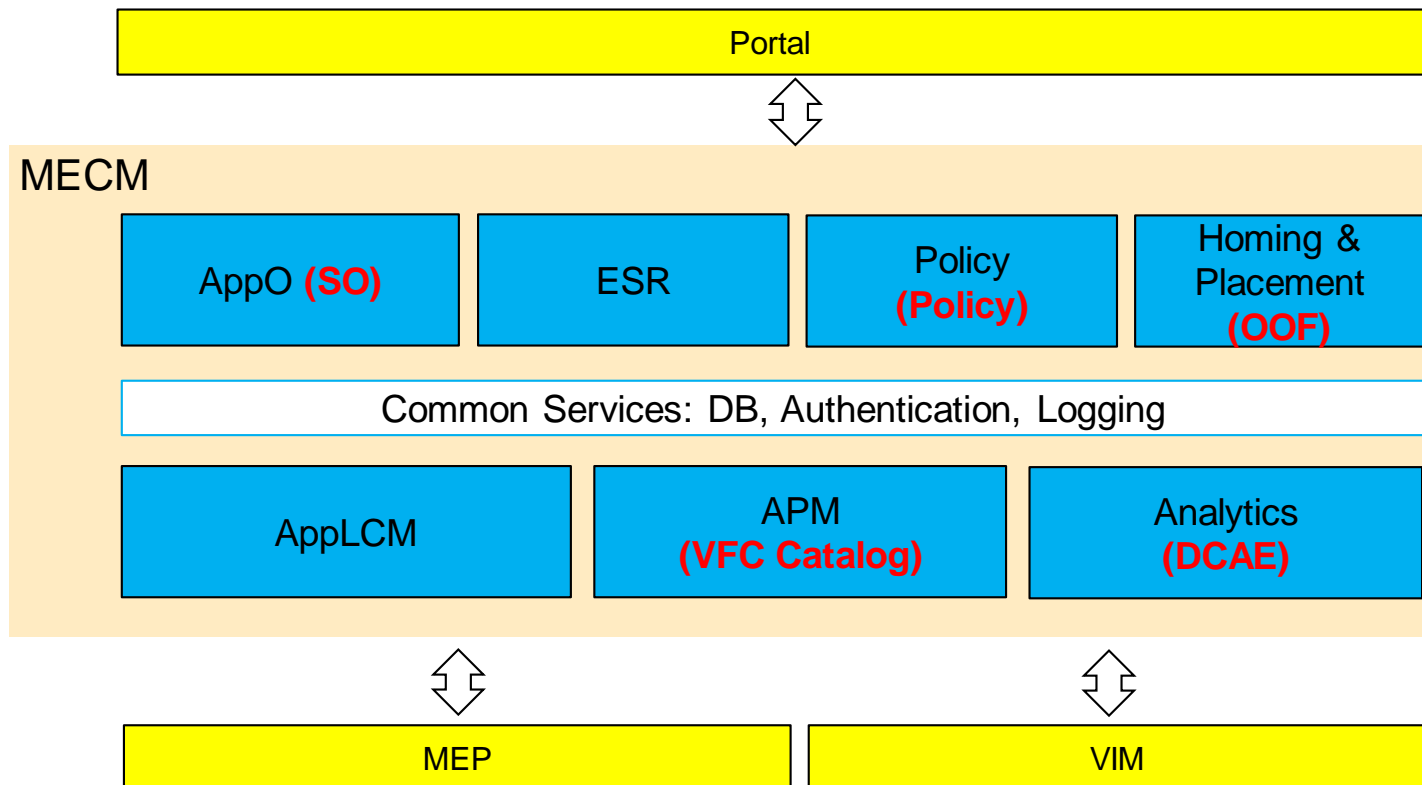 Portal
MECM
AppO (SO)
ESR
Policy
(Policy)
Homing &
Placement
(OOF)
Common Services: DB, Authentication, Logging
AppLCM
APM
(VFC Catalog)
Analytics
(DCAE)
MEP
VIM